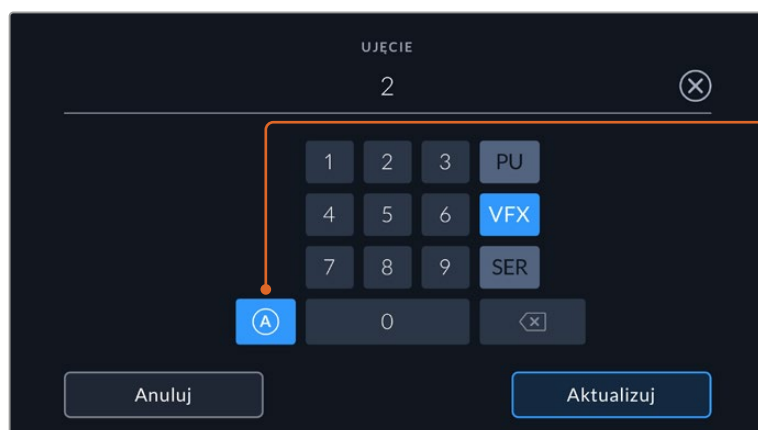 UJĘCIE
2
1 2 3 PU
4 5 6 VFX
7 8 9 SER
A 0
Anuluj Aktualizuj